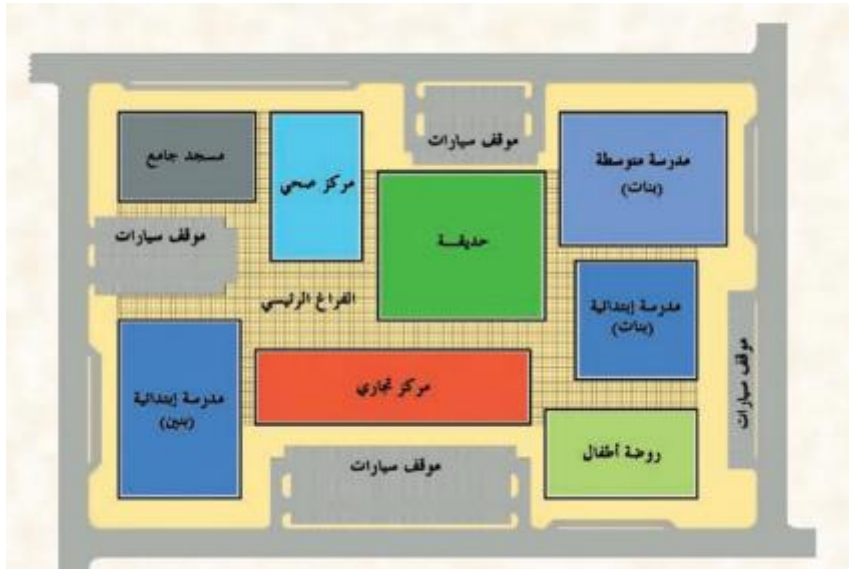 موقف سيارات
مدرسة متوسطة
(بنات)
مركز صحي
مسجد جامع
حديقـــة
موقف سيارات
مدرسة إبتدائية
(بنات)
الفراغ الرئيسي
موقف سيارات
مركز تجاري
مدرسة إبتدائية
(بنين)
روضة أطفال
موقف سيارات